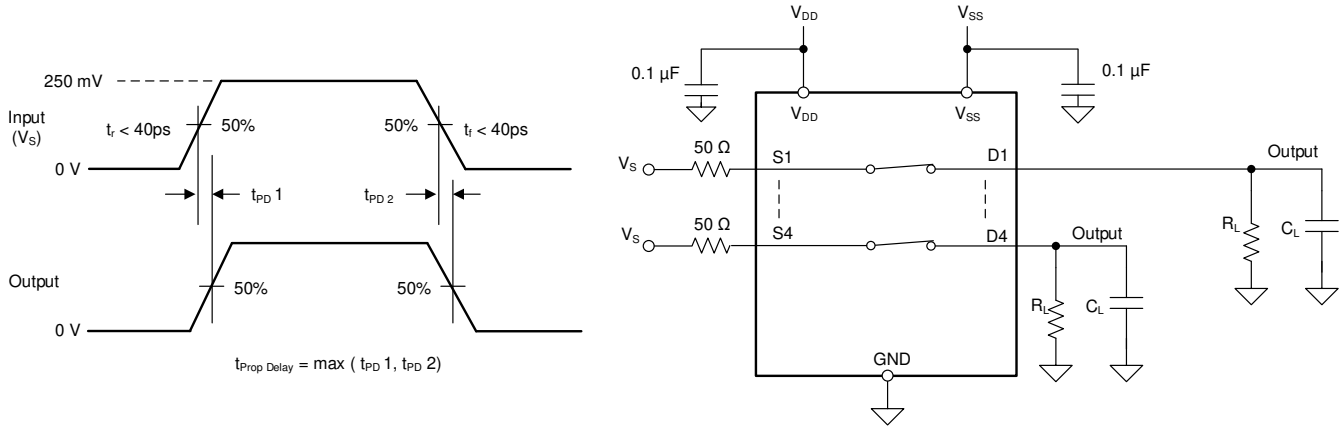 250 mV
Input
(VS)
tr < 40ps
50%
50%
tf < 40ps
0 V
tPD 1
tPD 2
Output
50%
50%
0 V
tProp Delay = max ( tPD 1, tPD 2)
VDD
VSS
0.1 µF
0.1 µF
VDD
VSS
VS
50 Ω
S1
D1
Output
VS
50 Ω
S4
D4
Output
RL
CL
RL
CL
GND